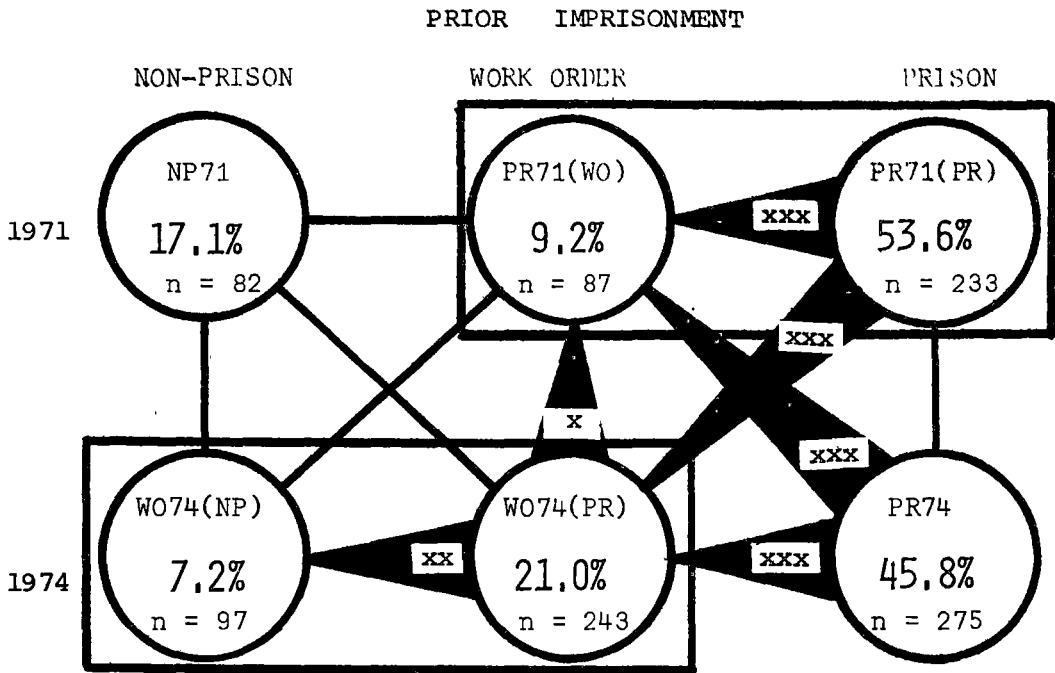 PRIOR IMPRISONMENT
NON-PRISON WORK ORDER PRISON
1971
NP71
17.1%
n = 82
PR71(WO)
9.2%
n = 87
xxx
PR71(PR)
53.6%
n = 233
xxx
x
xxx
1974
WO74(NP)
7.2%
n = 97
xx
WO74(PR)
21.0%
n = 243
xxx
PR74
45.8%
n = 275